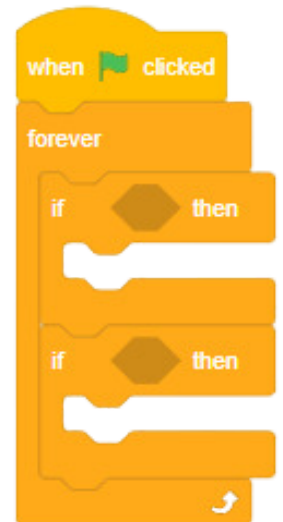 when clicked
forever
if then
if then